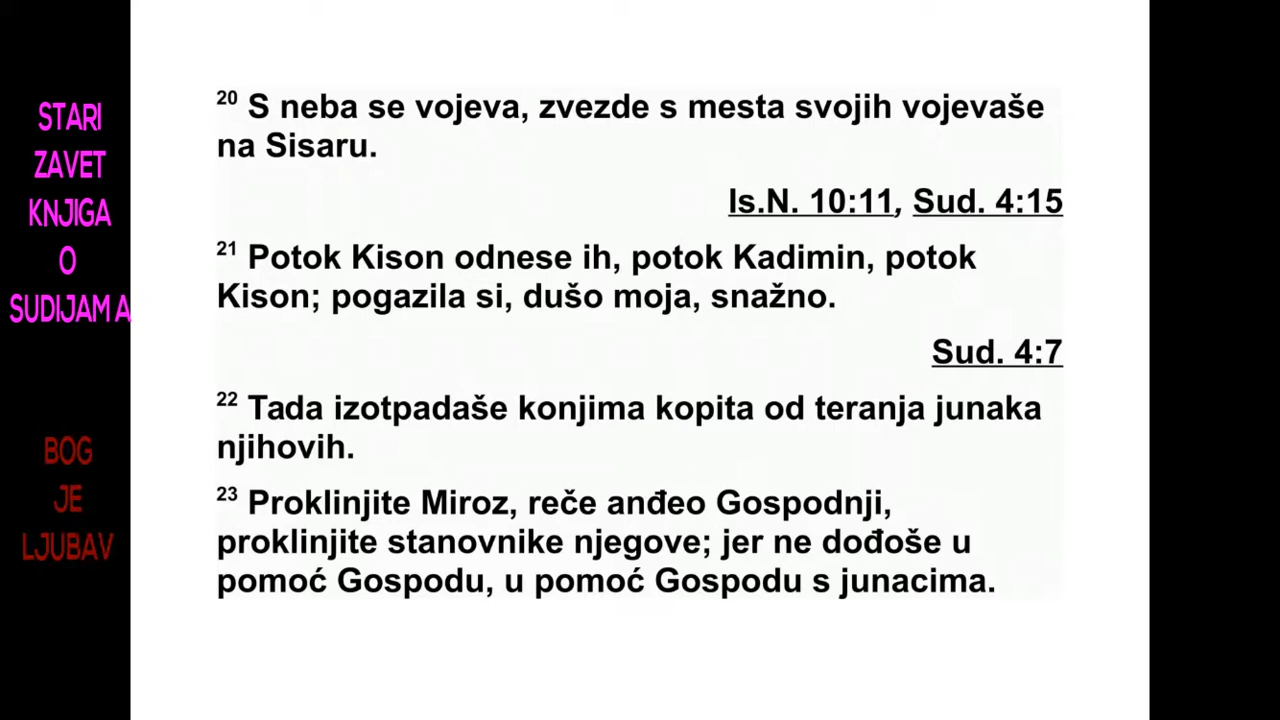 STARI
ZAVET
KNJIGA
O
SUDIJAMA
BOG
JE
LJUBAV
20 S neba se vojeva, zvezde s mesta svojih vojevaše
na Sisaru.
Is.N. 10:11, Sud. 4:15
21 Potok Kison odnese ih, potok Kadimin, potok
Kison; pogazila si, dušo moja, snažno.
Sud. 4:7
22 Tada izotpadaše konjima kopita od teranja junaka
njihovih.
23 Proklinjite Miroz, reče anđeo Gospodnji,
proklinjite stanovnike njegove; jer ne dođoše u
pomoć Gospodu, u pomoć Gospodu s junacima.